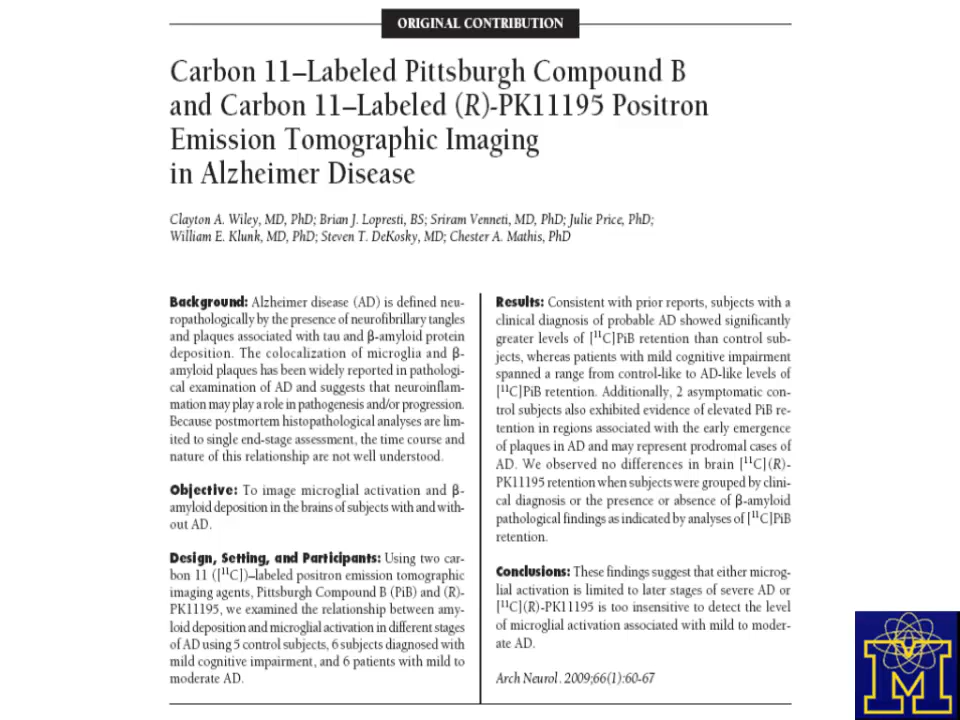 ORIGINAL CONTRIBUTION
Carbon 11–Labeled Pittsburgh Compound B
and Carbon 11–Labeled (R)-PK11195 Positron
Emission Tomographic Imaging
in Alzheimer Disease
Clayton A. Wiley, MD, PhD; Brian J. Lopresti, BS; Sriram Venneti, MD, PhD; Julie Price, PhD;
William E. Klunk, MD, PhD; Steven T. DeKosky, MD; Chester A. Mathis, PhD
Background: Alzheimer disease (AD) is defined neu-
ropathologically by the presence of neurofibrillary tangles
and plaques associated with tau and β-amyloid protein
deposition. The colocalization of microglia and β-
amyloid plaques has been widely reported in pathologi-
cal examination of AD and suggests that neuroinflam-
mation may play a role in pathogenesis and/or progression.
Because postmortem histopathological analyses are lim-
ited to single end-stage assessment, the time course and
nature of this relationship are not well understood.
Objective: To image microglial activation and β-
amyloid deposition in the brains of subjects with and with-
out AD.
Design, Setting, and Participants: Using two car-
bon 11 ([¹¹C])–labeled positron emission tomographic
imaging agents, Pittsburgh Compound B (PiB) and (R)-
PK11195, we examined the relationship between amy-
loid deposition and microglial activation in different stages
of AD using 5 control subjects, 6 subjects diagnosed with
mild cognitive impairment, and 6 patients with mild to
moderate AD.
Results: Consistent with prior reports, subjects with a
clinical diagnosis of probable AD showed significantly
greater levels of [¹¹C]PiB retention than control sub-
jects, whereas patients with mild cognitive impairment
spanned a range from control-like to AD-like levels of
[¹¹C]PiB retention. Additionally, 2 asymptomatic con-
trol subjects also exhibited evidence of elevated PiB re-
tention in regions associated with the early emergence
of plaques in AD and may represent prodromal cases of
AD. We observed no differences in brain [¹¹C](R)-
PK11195 retention when subjects were grouped by clini-
cal diagnosis or the presence or absence of β-amyloid
pathological findings as indicated by analyses of [¹¹C]PiB
retention.
Conclusions: These findings suggest that either microg-
lial activation is limited to later stages of severe AD or
[¹¹C](R)-PK11195 is too insensitive to detect the level
of microglial activation associated with mild to moder-
ate AD.
Arch Neurol. 2009;66(1):60-67
M